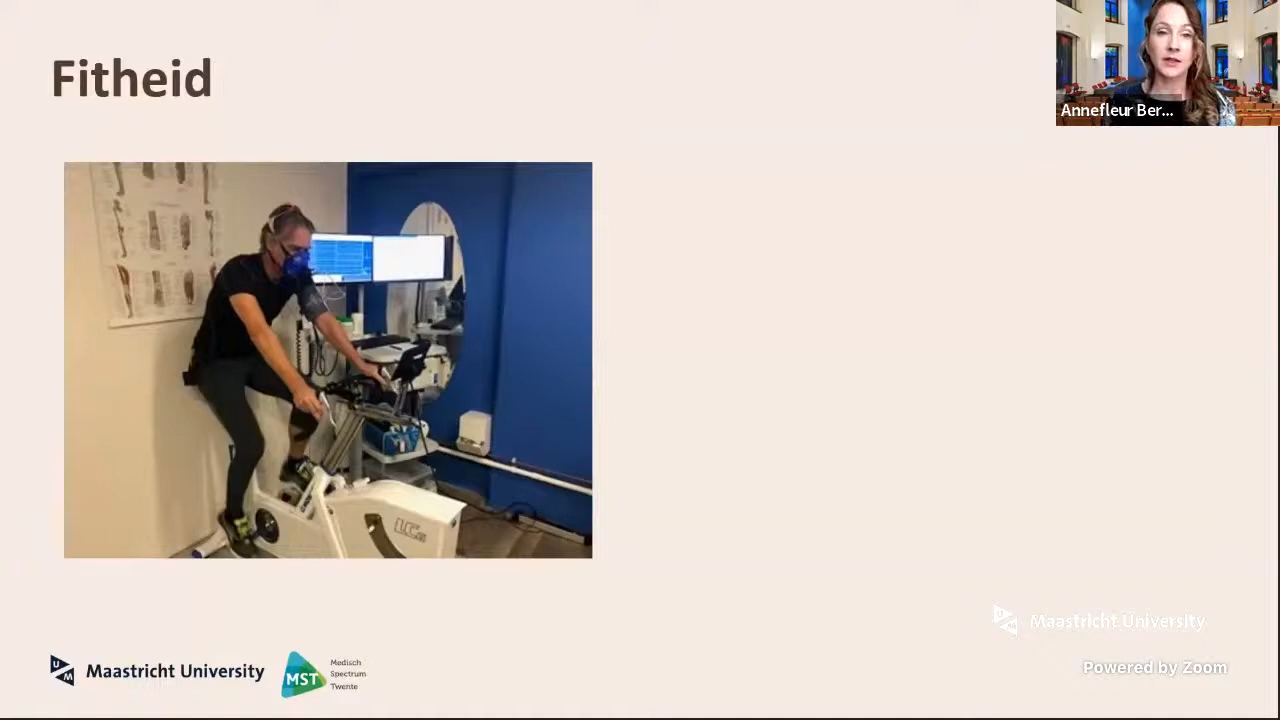 Fitheid
Annefleur Ber...
Maastricht University
Powered by Zoom
Maastricht University
MST
Medisch
Spectrum
Twente